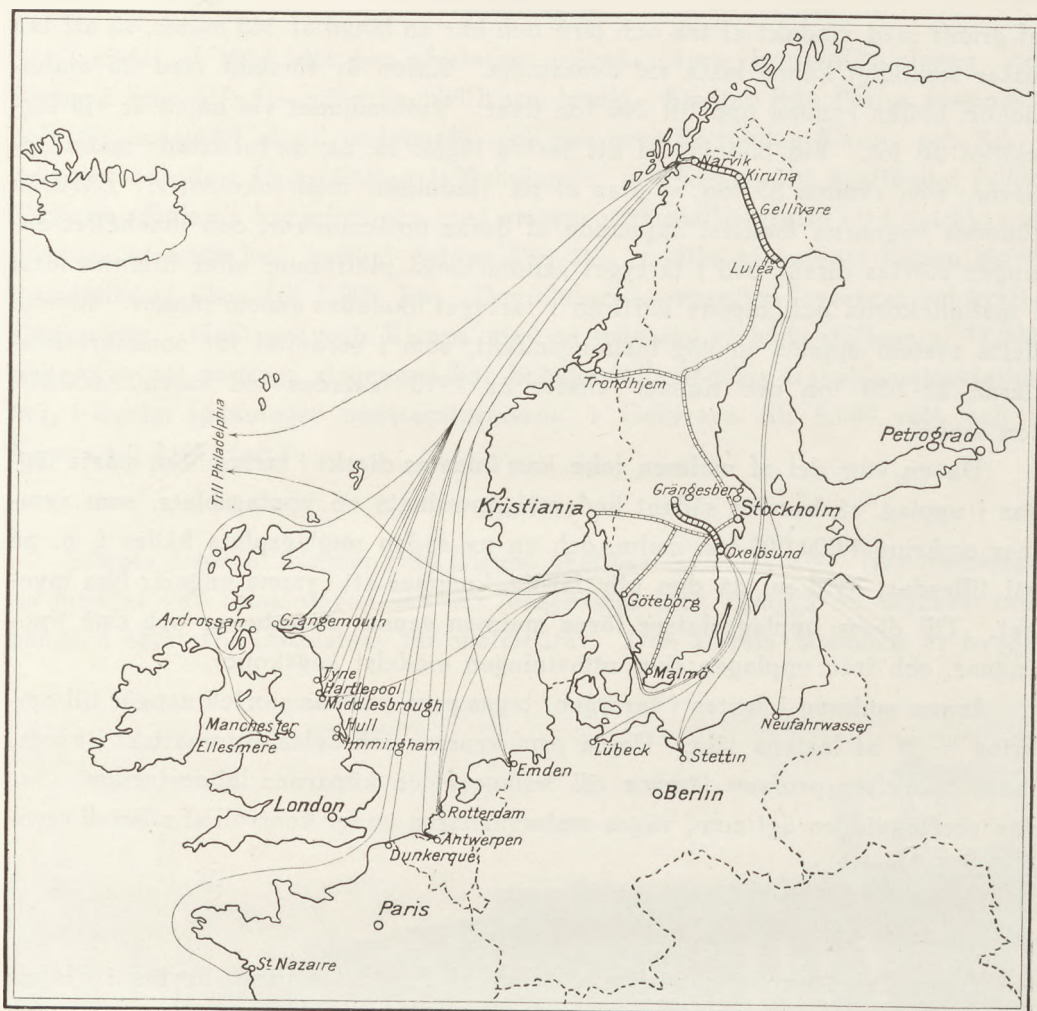 Narvik
Kiruna
Gellivare
Luleå
Trondhjem
Till Philadelphia
Petrograd
Grängesberg
Kristiania
Stockholm
Oxelösund
Göteborg
Ardrossan
Grangemouth
Malmö
Tyne
Hartlepool
Middlesbrough
Manchester
Hull
Ellesmere
Immingham
Neufahrwasser
Lübeck
Stettin
Emden
Berlin
London
Rotterdam
Antwerpen
Dunkerque
Paris
St Nazaire